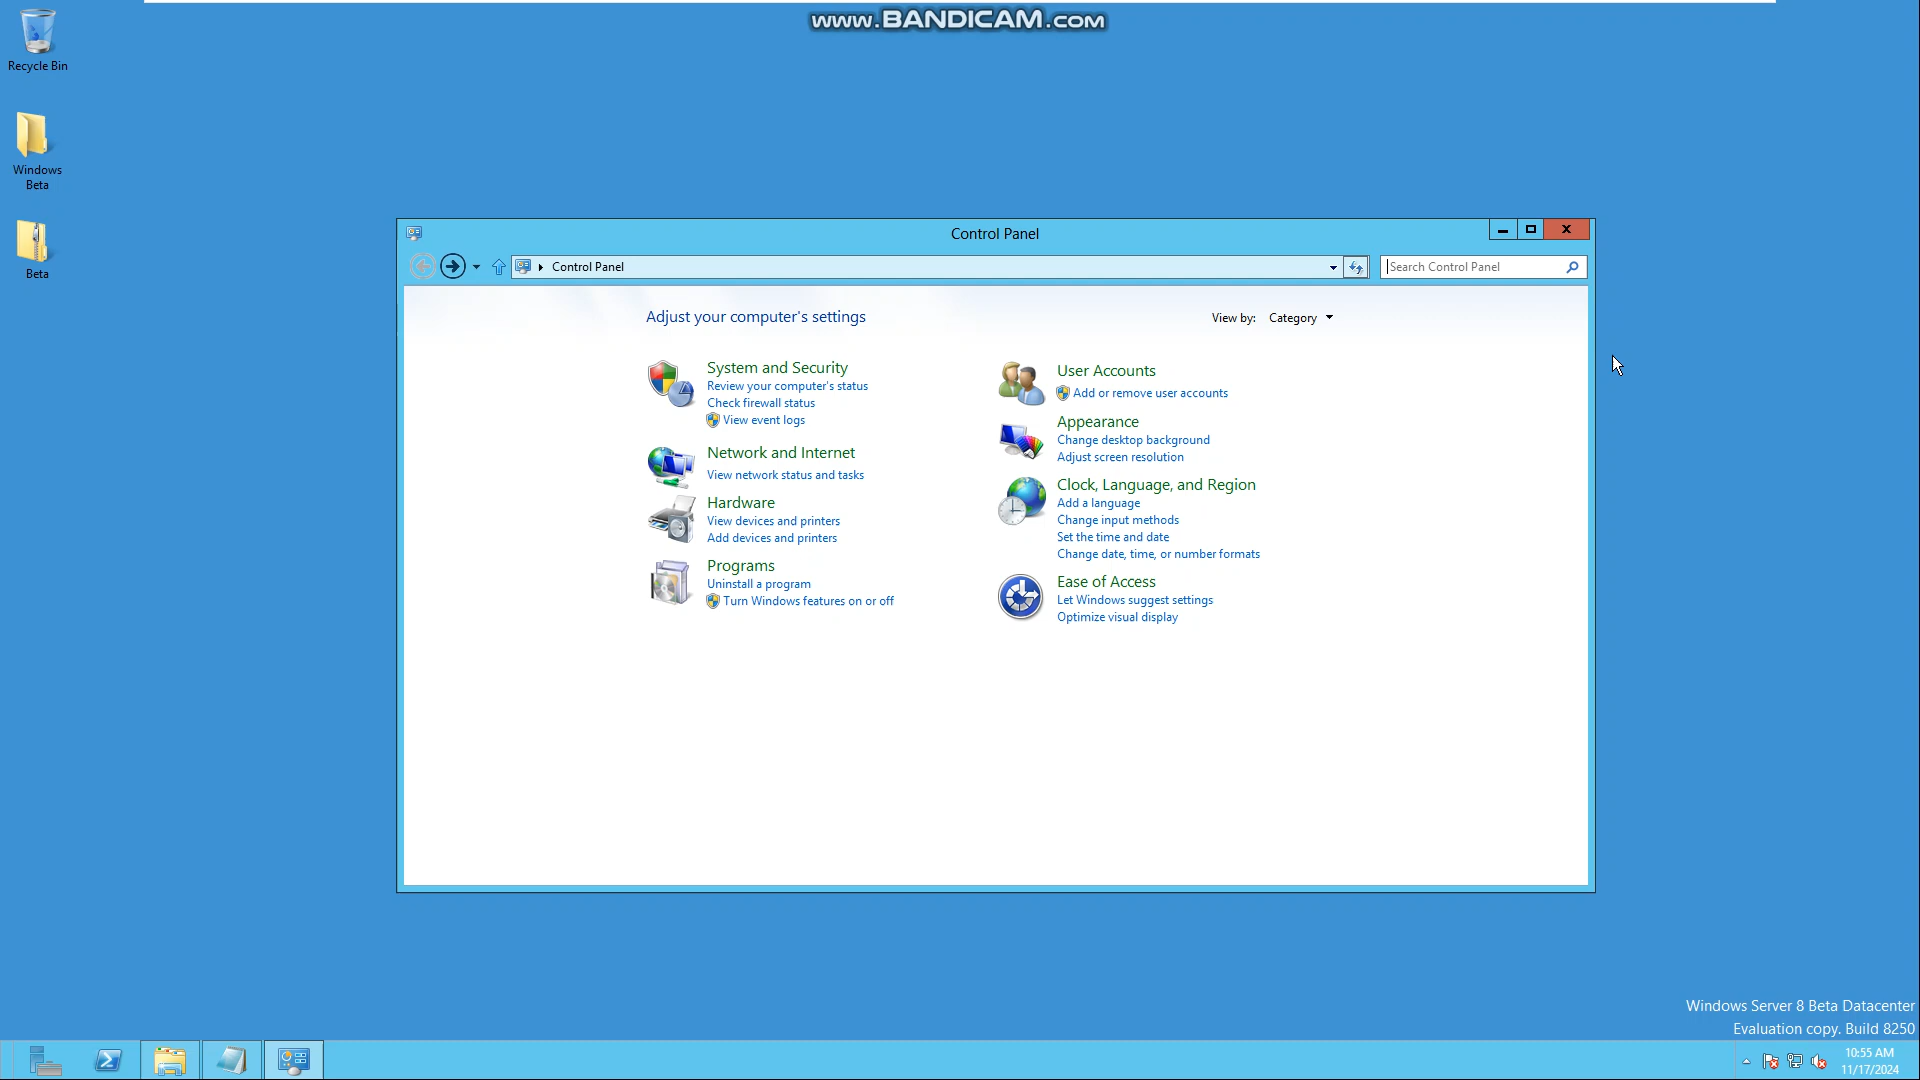 www.BANDICAM.com
Recycle Bin
Windows
Beta
Beta
Control Panel
Control Panel
Search Control Panel
Adjust your computer's settings
View by: Category
System and Security
Review your computer's status
Check firewall status
View event logs
Network and Internet
View network status and tasks
Hardware
View devices and printers
Add devices and printers
Programs
Uninstall a program
Turn Windows features on or off
User Accounts
Add or remove user accounts
Appearance
Change desktop background
Adjust screen resolution
Clock, Language, and Region
Add a language
Change input methods
Set the time and date
Change date, time, or number formats
Ease of Access
Let Windows suggest settings
Optimize visual display
Windows Server 8 Beta Datacenter
Evaluation copy. Build 8250
10:55 AM
11/17/2024